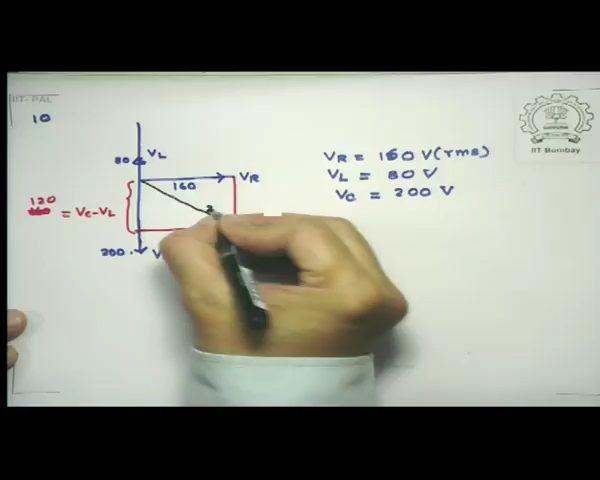 IIT-PAL
10
IIT Bombay
VR = 160 V (rms)
VL = 80 V
VC = 200 V
80 VL
160 VR
120 = VC-VL
200 V